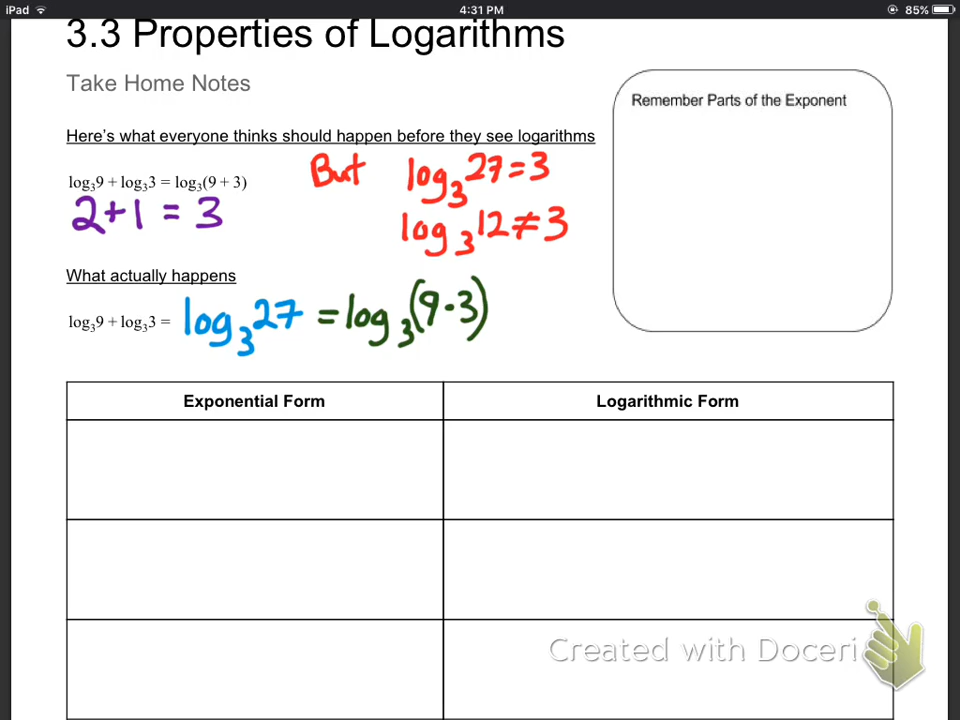 iPad 4:31 PM 85%
3.3 Properties of Logarithms
Take Home Notes
Remember Parts of the Exponent
Here's what everyone thinks should happen before they see logarithms
log₃9 + log₃3 = log₃(9 + 3)
But log₃27=3
2+1 = 3
log₃12≠3
What actually happens
log₃9 + log₃3 = log₃27 = log₃(9·3)
Exponential Form Logarithmic Form
Created with Doceri